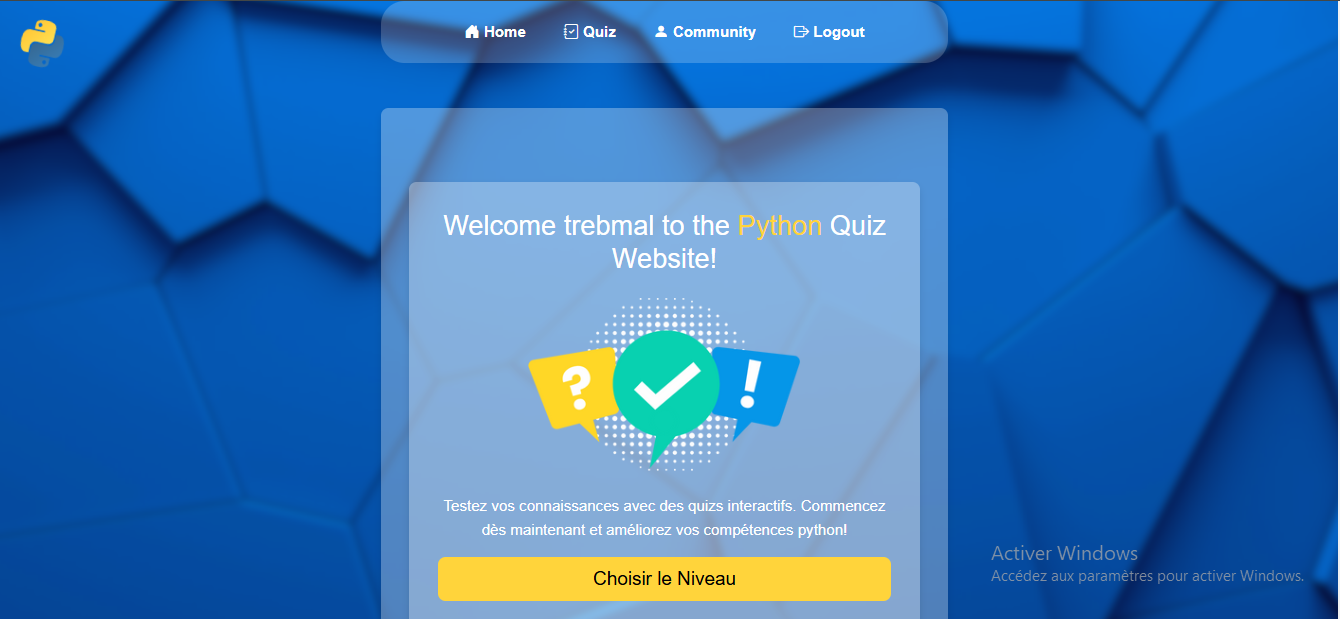 Home Quiz Community Logout
Welcome trebmal to the Python Quiz
Website!
? !
Testez vos connaissances avec des quizs interactifs. Commencez
dès maintenant et améliorez vos compétences python!
Choisir le Niveau
Activer Windows
Accédez aux paramètres pour activer Windows.